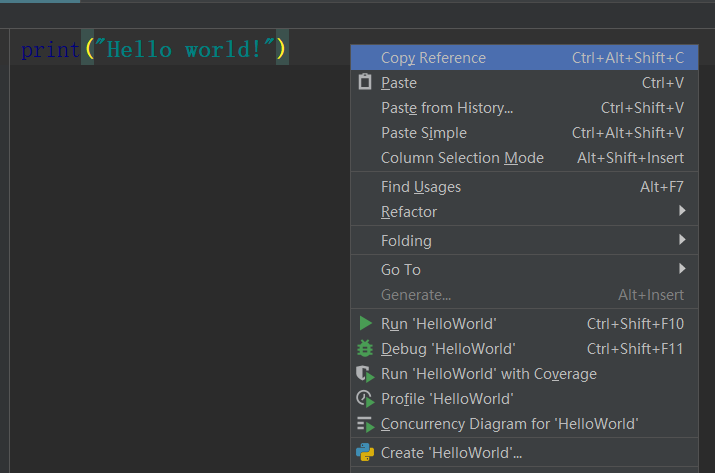 print("Hello world!")
Copy Reference Ctrl+Alt+Shift+C
Paste Ctrl+V
Paste from History... Ctrl+Shift+V
Paste Simple Ctrl+Alt+Shift+V
Column Selection Mode Alt+Shift+Insert
Find Usages Alt+F7
Refactor
Folding
Go To
Generate... Alt+Insert
Run 'HelloWorld' Ctrl+Shift+F10
Debug 'HelloWorld' Ctrl+Shift+F11
Run 'HelloWorld' with Coverage
Profile 'HelloWorld'
Concurrency Diagram for 'HelloWorld'
Create 'HelloWorld'...